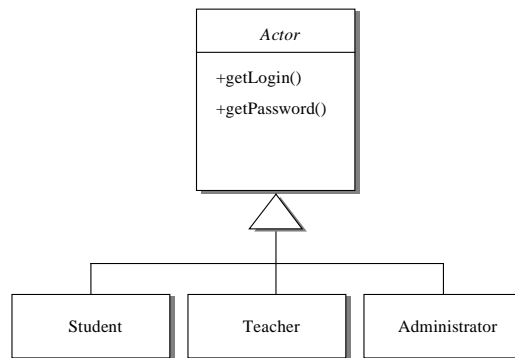 Actor
+getLogin()
+getPassword()
Student
Teacher
Administrator